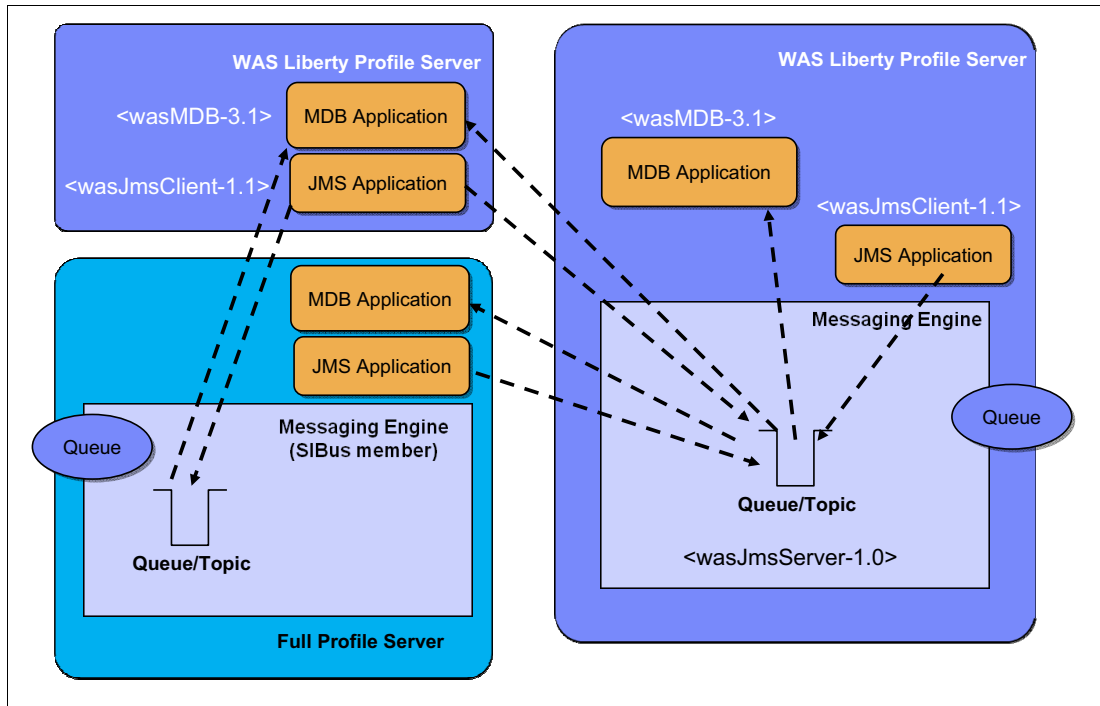 WAS Liberty Profile Server
<wasMDB-3.1>
MDB Application
<wasJmsClient-1.1>
JMS Application
MDB Application
JMS Application
Messaging Engine
(SIBus member)
Queue
Queue/Topic
Full Profile Server
WAS Liberty Profile Server
<wasMDB-3.1>
MDB Application
<wasJmsClient-1.1>
JMS Application
Messaging Engine
Queue
Queue/Topic
<wasJmsServer-1.0>